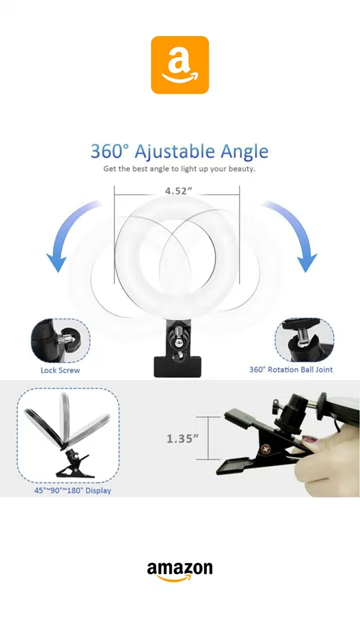 a
360° Ajustable Angle
Get the best angle to light up your beauty.
4.52”
Lock Screw
360° Rotation Ball Joint
1.35”
45°~90°~180° Display
amazon